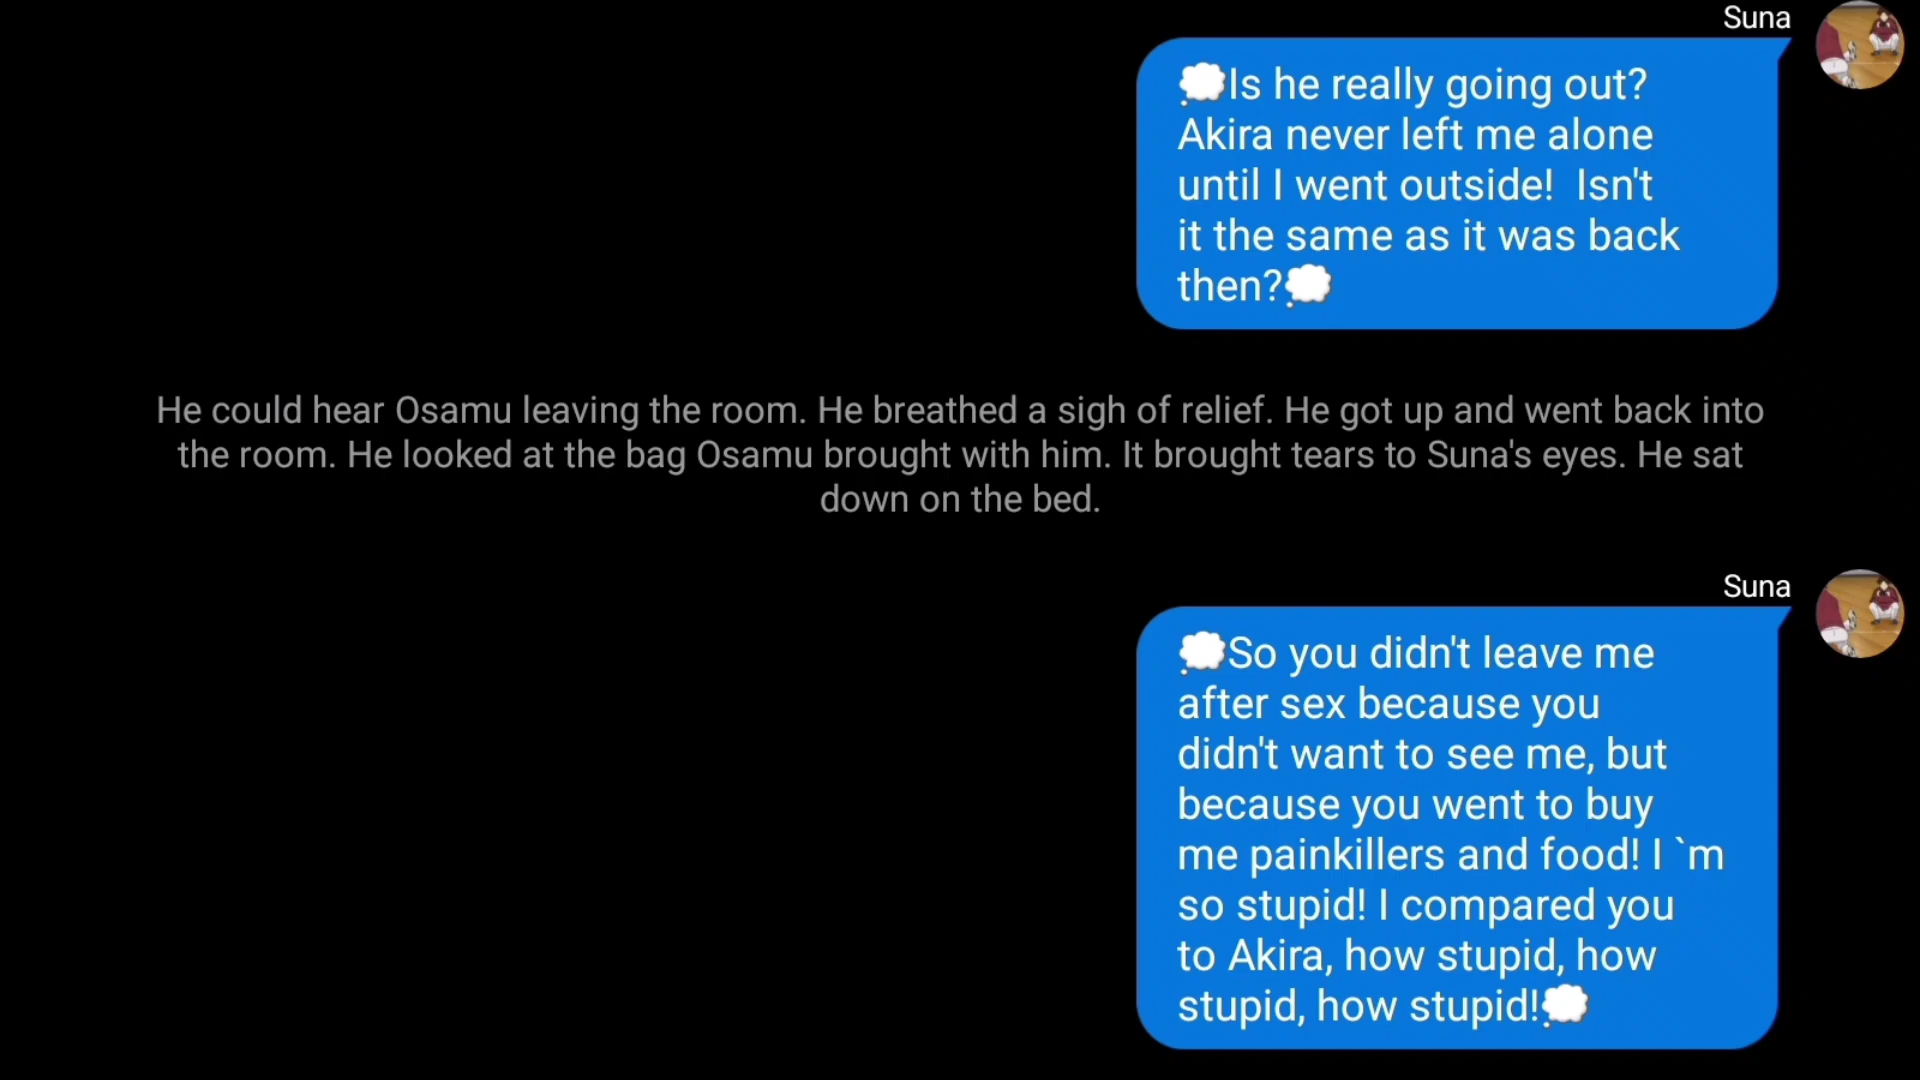 Suna
💭Is he really going out?
Akira never left me alone
until I went outside!  Isn't
it the same as it was back
then?💭
He could hear Osamu leaving the room. He breathed a sigh of relief. He got up and went back into
the room. He looked at the bag Osamu brought with him. It brought tears to Suna's eyes. He sat
down on the bed.
Suna
💭So you didn't leave me
after sex because you
didn't want to see me, but
because you went to buy
me painkillers and food! I `m
so stupid! I compared you
to Akira, how stupid, how
stupid, how stupid!💭